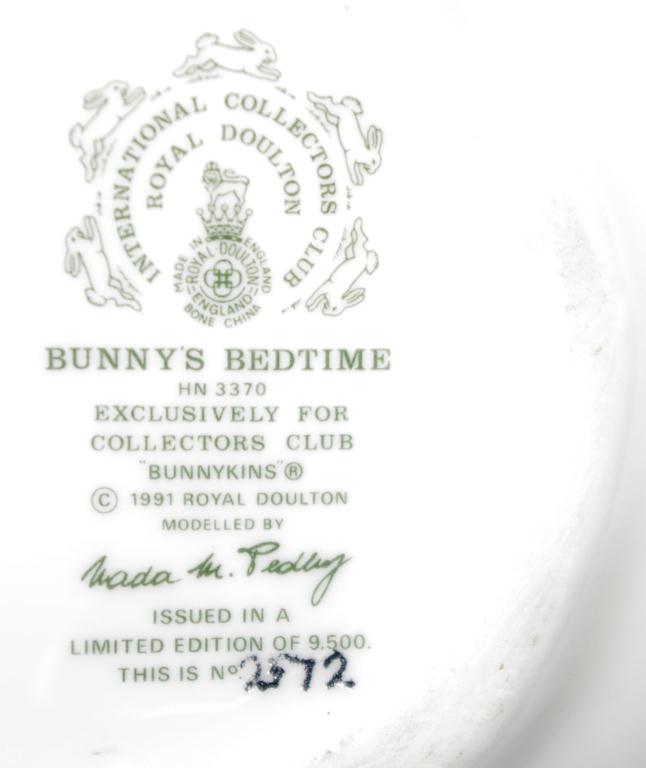 INTERNATIONAL COLLECTORS CLUB
ROYAL DOULTON
MADE IN ENGLAND
ROYAL·DOULTON
ENGLAND
BONE CHINA
BUNNY'S BEDTIME
HN 3370
EXCLUSIVELY FOR
COLLECTORS CLUB
"BUNNYKINS"®
© 1991 ROYAL DOULTON
MODELLED BY
Nada M. Pedley
ISSUED IN A
LIMITED EDITION OF 9,500.
THIS IS Nº 2572